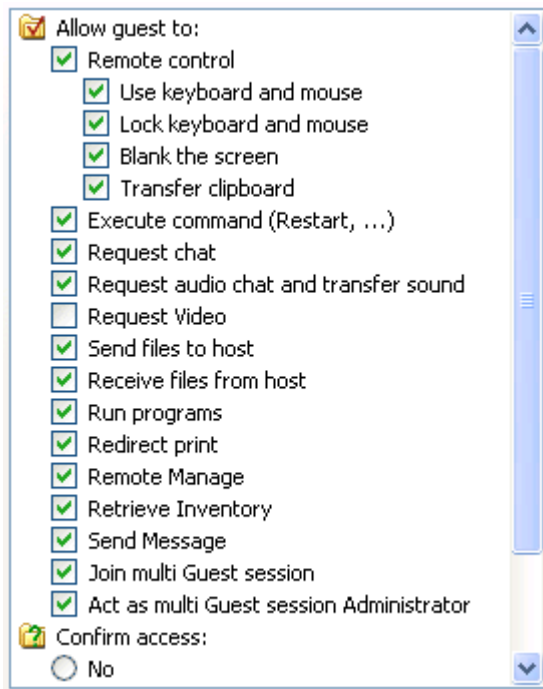 Allow guest to:
Remote control
Use keyboard and mouse
Lock keyboard and mouse
Blank the screen
Transfer clipboard
Execute command (Restart, ...)
Request chat
Request audio chat and transfer sound
Request Video
Send files to host
Receive files from host
Run programs
Redirect print
Remote Manage
Retrieve Inventory
Send Message
Join multi Guest session
Act as multi Guest session Administrator
Confirm access:
No